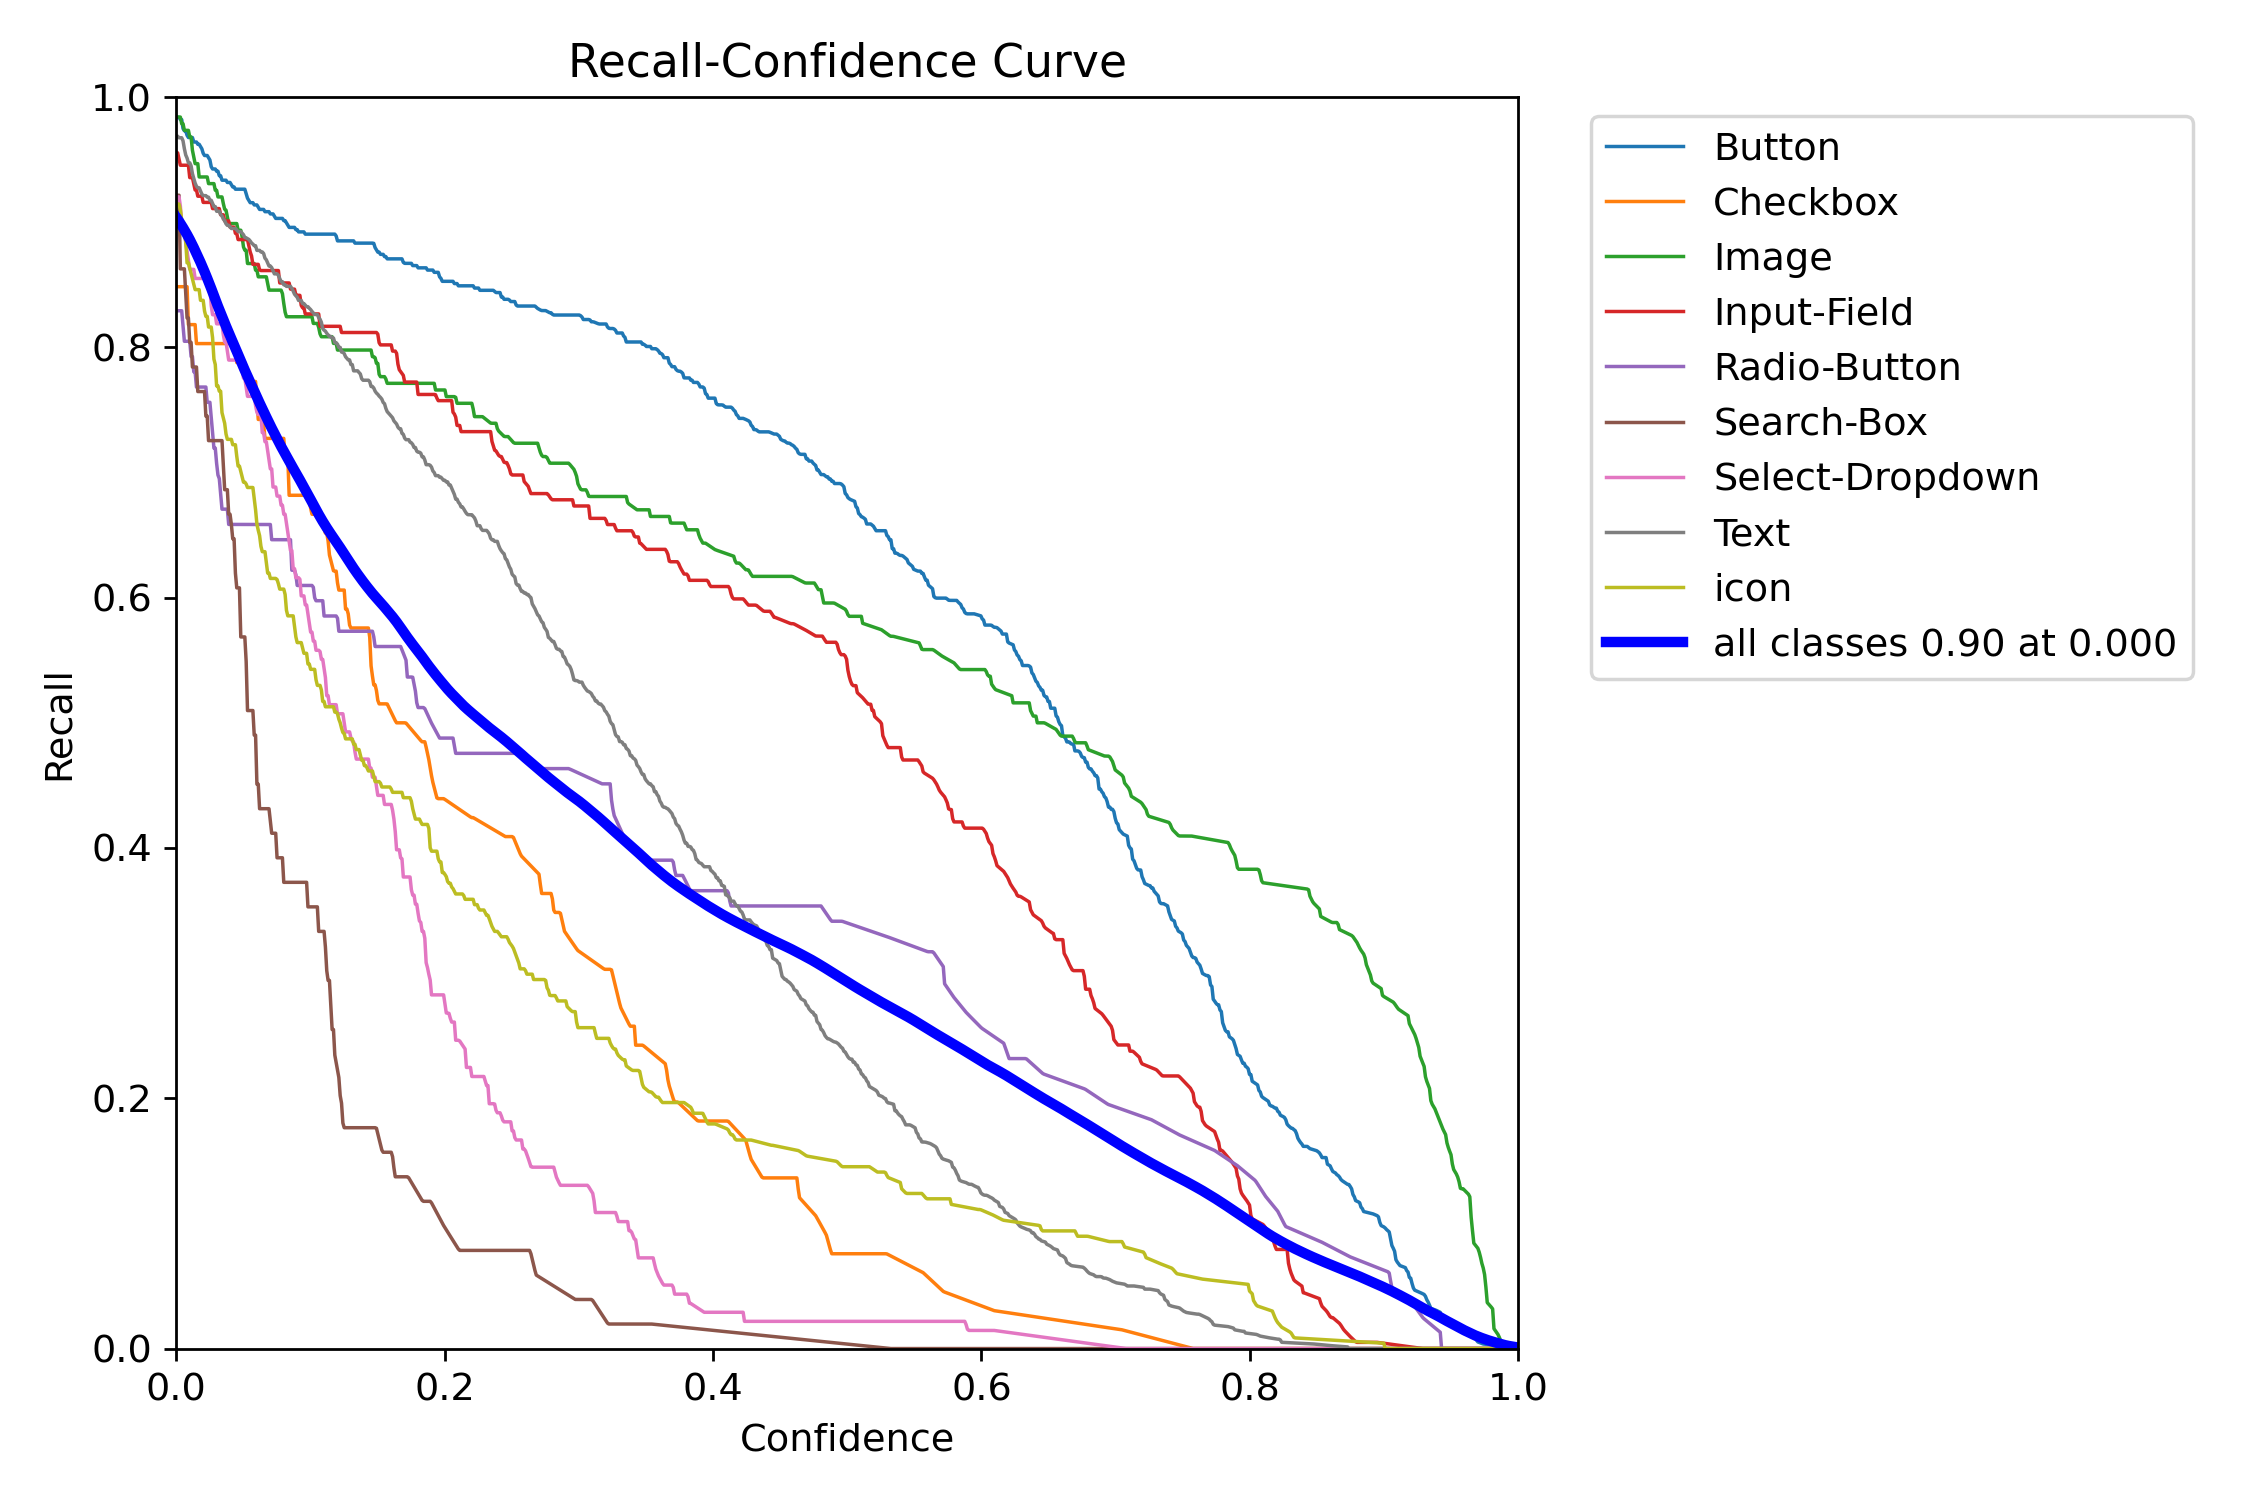 Recall-Confidence Curve
1.0
0.8
0.6
0.4
0.2
0.0
Recall
0.0 0.2 0.4 0.6 0.8 1.0
Confidence
Button
Checkbox
Image
Input-Field
Radio-Button
Search-Box
Select-Dropdown
Text
icon
all classes 0.90 at 0.000